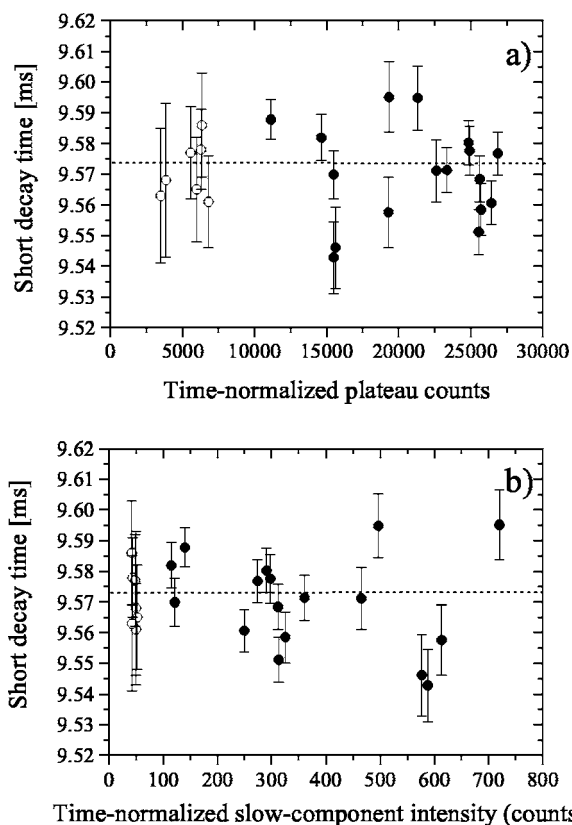 9.62
9.61
9.60
9.59
9.58
9.57
9.56
9.55
9.54
9.53
9.52
Short decay time [ms]
a)
0 5000 10000 15000 20000 25000 30000
Time-normalized plateau counts
9.62
9.61
9.60
9.59
9.58
9.57
9.56
9.55
9.54
9.53
9.52
Short decay time [ms]
b)
0 100 200 300 400 500 600 700 800
Time-normalized slow-component intensity (counts